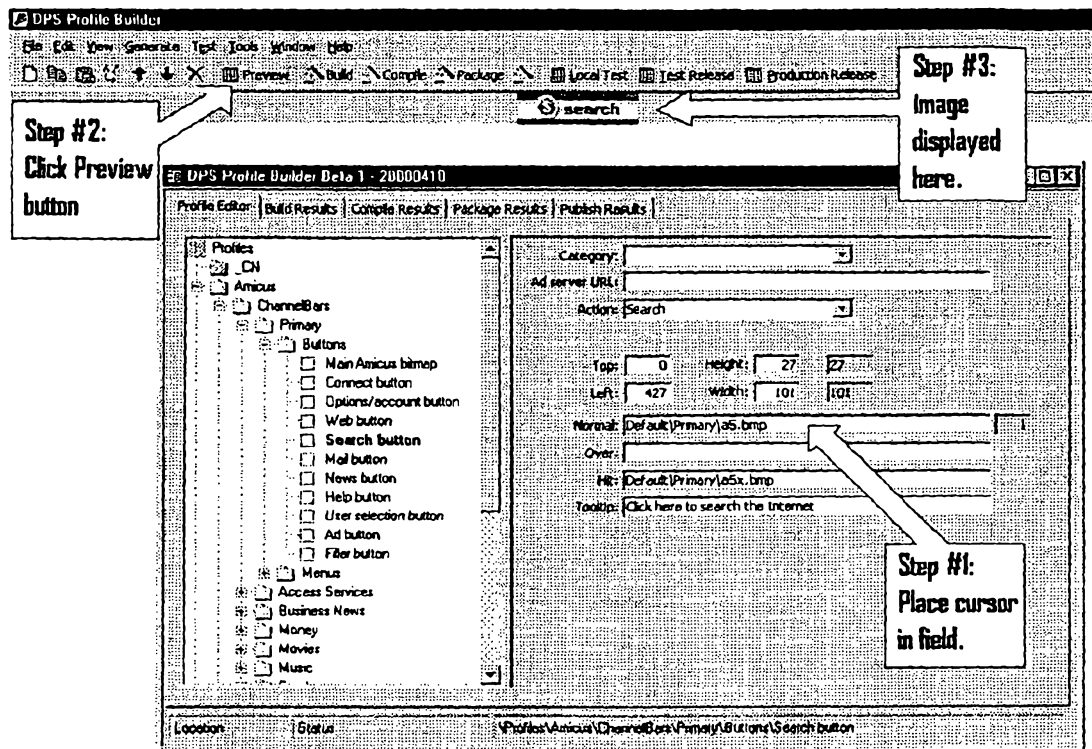 DPS Profile Builder
File Edit View Generate Test Tools Window Help
Preview Build Compile Package Local Test Test Release Production Release
search
Step #3:
Image
displayed
here.
Step #2:
Click Preview
button
DPS Profile Builder Beta 1 - 20000410
Profile Editor Build Results Compile Results Package Results Publish Results
Profiles
_CN
Amicus
ChannelBars
Primary
Buttons
Main Amicus bitmap
Connect button
Options/account button
Web button
Search button
Mail button
News button
Help button
User selection button
Ad button
Filler button
Menus
Access Services
Business News
Money
Movies
Music
Category:
Ad server URL:
Action: Search
Top: 0 Height: 27 27
Left: 427 Width: 101 101
Normal: Default\Primary\a5.bmp 1
Over:
Hit: Default\Primary\a5x.bmp
Tooltip: Click here to search the Internet
Step #1:
Place cursor
in field.
Location Status \Profiles\Amicus\ChannelBars\Primary\Buttons\Search button